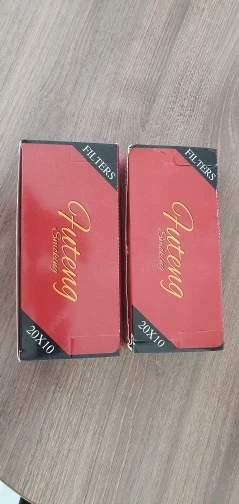 FILTERS
Futeng
Smoking
20X10
FILTERS
Futeng
Smoking
20X10